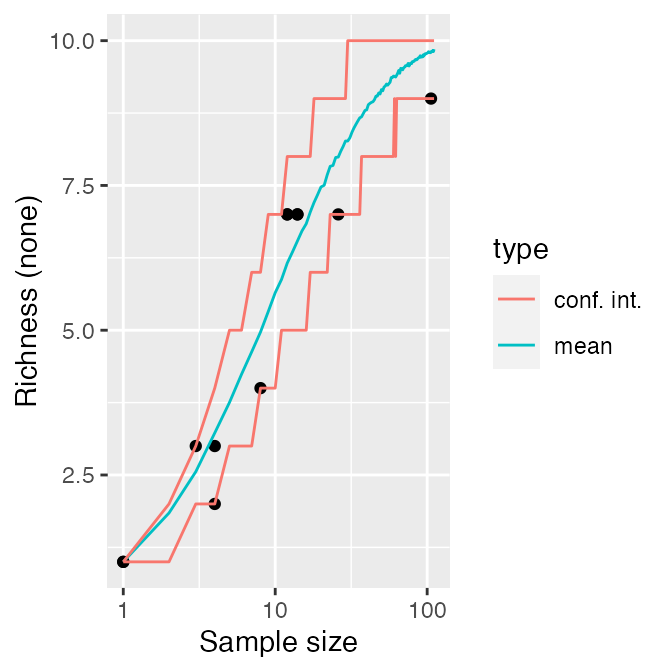 10.0
7.5
5.0
2.5
Richness (none)
1
10
100
Sample size
type
conf. int.
mean